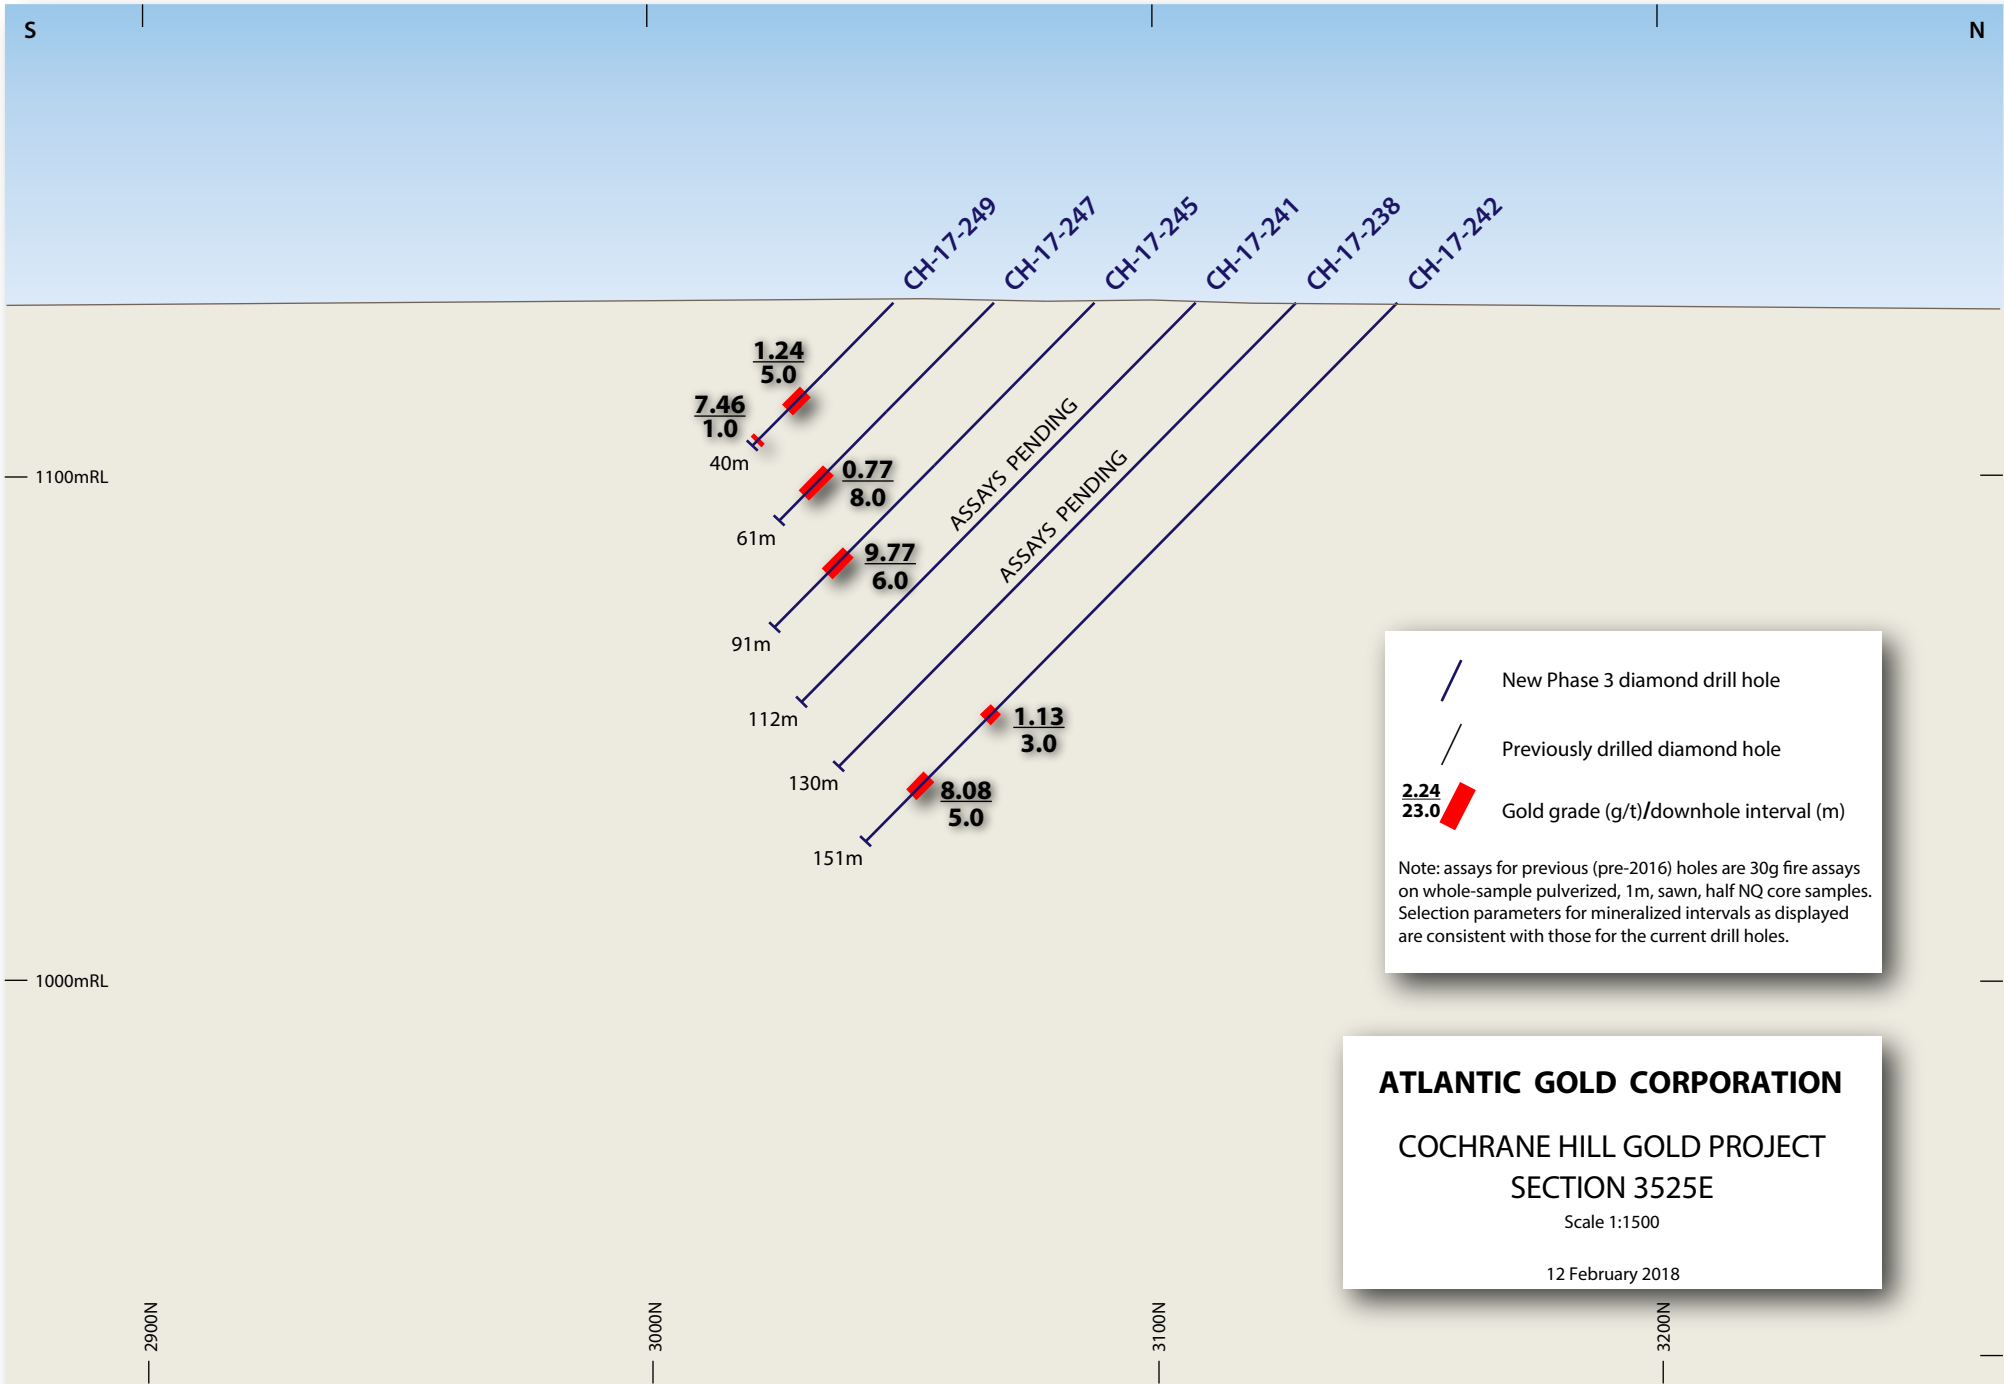 S
N
CH-17-249
CH-17-247
CH-17-245
CH-17-241
CH-17-238
CH-17-242
1.24
5.0
7.46
1.0
40m
1100mRL
0.77
8.0
61m
9.77
6.0
91m
ASSAYS PENDING
ASSAYS PENDING
112m
1.13
3.0
130m
8.08
5.0
151m
1000mRL
New Phase 3 diamond drill hole
Previously drilled diamond hole
2.24
23.0
Gold grade (g/t)/downhole interval (m)
Note: assays for previous (pre-2016) holes are 30g fire assays
on whole-sample pulverized, 1m, sawn, half NQ core samples.
Selection parameters for mineralized intervals as displayed
are consistent with those for the current drill holes.
ATLANTIC GOLD CORPORATION
COCHRANE HILL GOLD PROJECT
SECTION 3525E
Scale 1:1500
12 February 2018
2900N
3000N
3100N
3200N